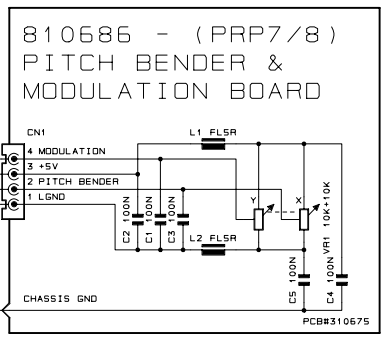 810686 - (PRP7/8)
PITCH BENDER &
MODULATION BOARD
CN1
L1 FL5R
4 MODULATION
3 +5V
2 PITCH BENDER
1 LGND
Y
X
C2 100N
C1 100N
C3 100N
L2 FL5R
VR1 10K+10K
C5 100N
C4 100N
CHASSIS GND
PCB#310675